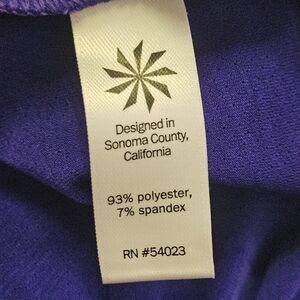 Designed in
Sonoma County,
California
93% polyester,
7% spandex
RN #54023